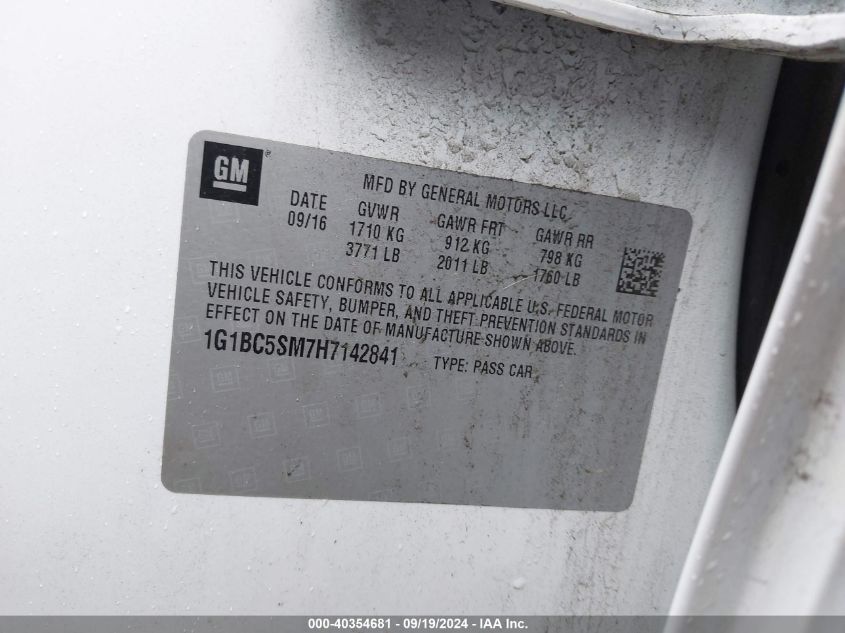 GM®
MFD BY GENERAL MOTORS LLC
DATE GVWR GAWR FRT GAWR RR
09/16 1710 KG 912 KG 798 KG
3771 LB 2011 LB 1760 LB
THIS VEHICLE CONFORMS TO ALL APPLICABLE U.S. FEDERAL MOTOR
VEHICLE SAFETY, BUMPER, AND THEFT PREVENTION STANDARDS IN
EFFECT ON THE DATE OF MANUFACTURE SHOWN ABOVE.
1G1BC5SM7H7142841 TYPE: PASS CAR
000-40354681 - 09/19/2024 - IAA Inc.